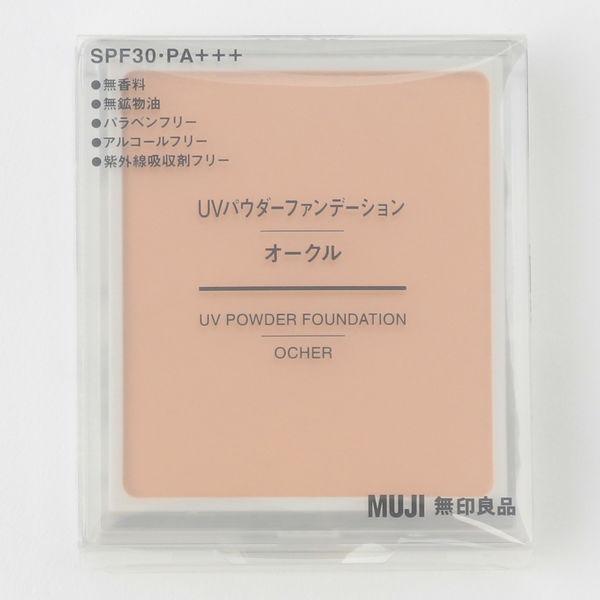 SPF30・PA+++
●無香料
●無鉱物油
●パラベンフリー
●アルコールフリー
●紫外線吸収剤フリー
UVパウダーファンデーション
オークル
UV POWDER FOUNDATION
OCHER
MUJI 無印良品